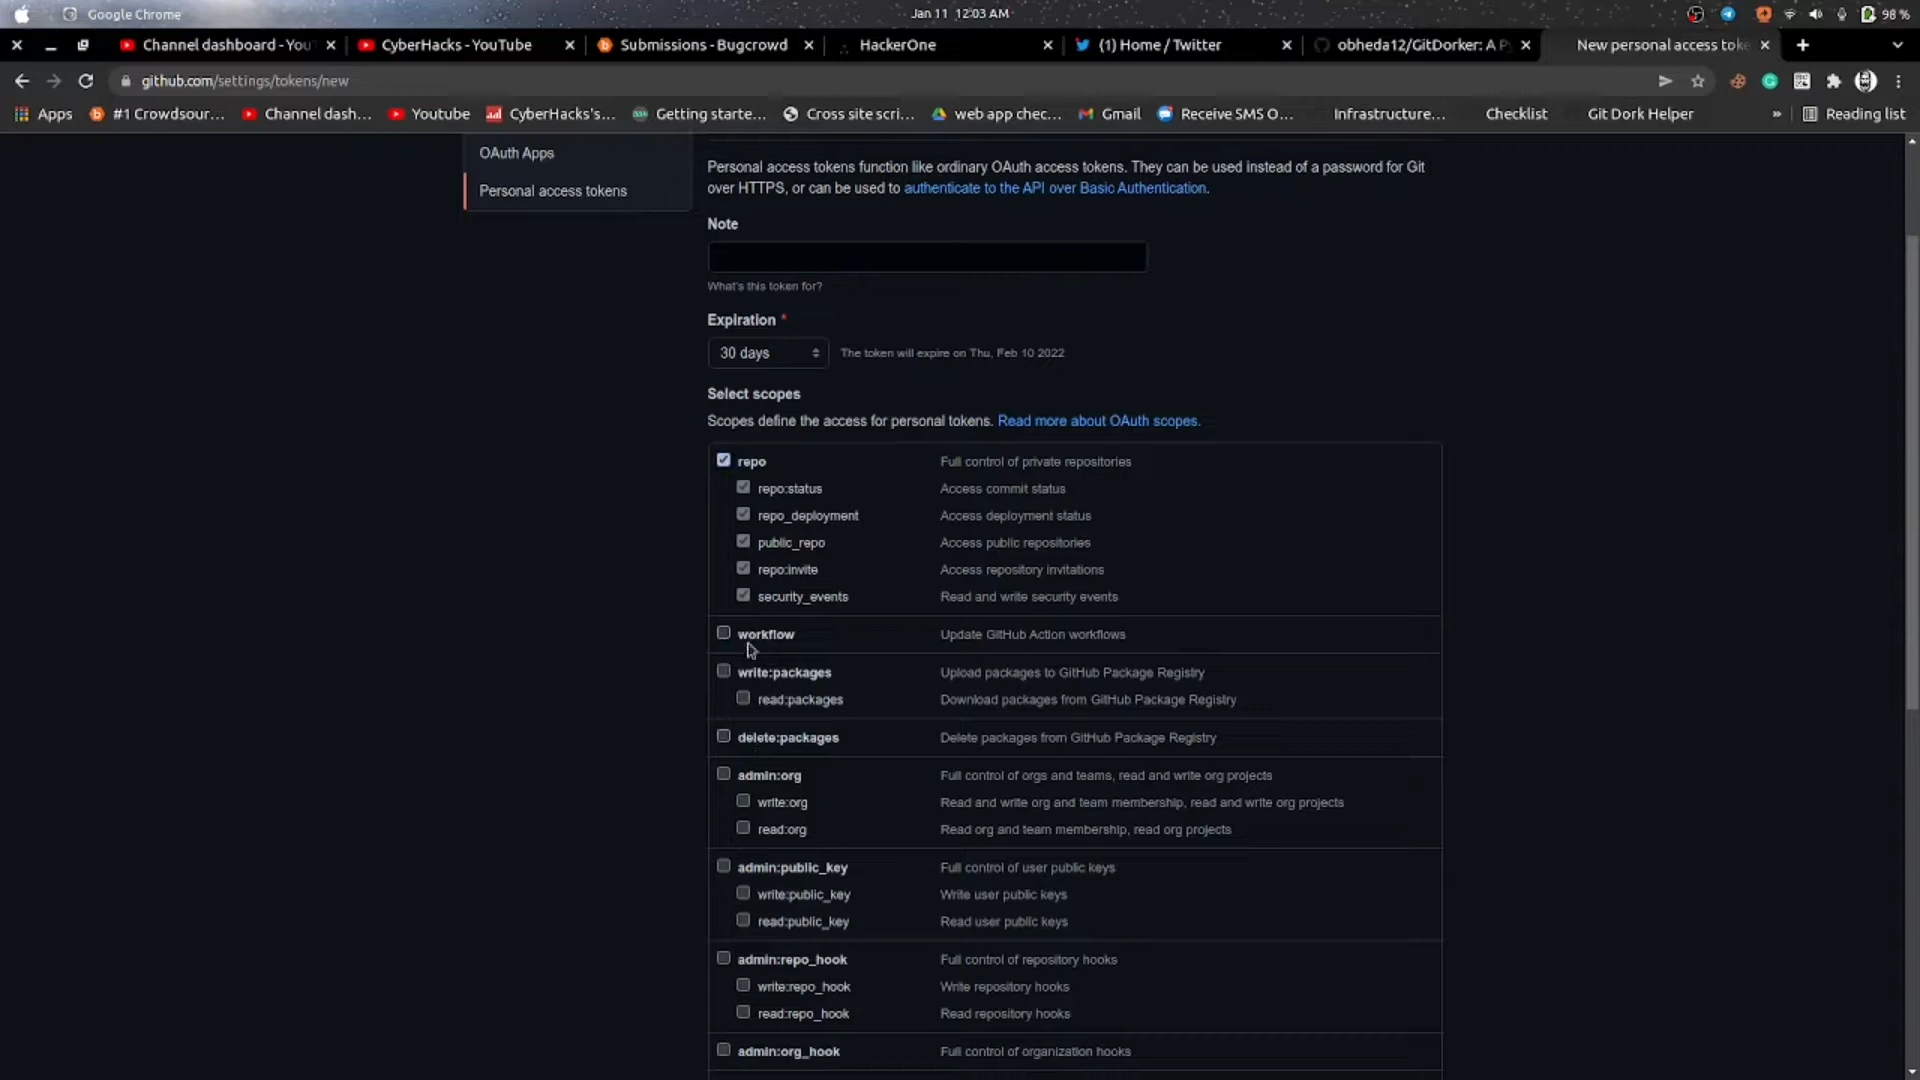 Google Chrome
Jan 11 12:03 AM
98 %
Channel dashboard - You
CyberHacks - YouTube
Submissions - Bugcrowd
HackerOne
(1) Home / Twitter
obheda12/GitDorker: A P
New personal access toke
github.com/settings/tokens/new
Apps
#1 Crowdsour...
Channel dash...
Youtube
CyberHacks's...
Getting starte...
Cross site scri...
web app chec...
Gmail
Receive SMS O...
Infrastructure...
Checklist
Git Dork Helper
»
Reading list
OAuth Apps
Personal access tokens
Personal access tokens function like ordinary OAuth access tokens. They can be used instead of a password for Git
over HTTPS, or can be used to authenticate to the API over Basic Authentication.
Note
What's this token for?
Expiration *
30 days
The token will expire on Thu, Feb 10 2022
Select scopes
Scopes define the access for personal tokens. Read more about OAuth scopes.
repo Full control of private repositories
repo:status Access commit status
repo_deployment Access deployment status
public_repo Access public repositories
repo:invite Access repository invitations
security_events Read and write security events
workflow Update GitHub Action workflows
write:packages Upload packages to GitHub Package Registry
read:packages Download packages from GitHub Package Registry
delete:packages Delete packages from GitHub Package Registry
admin:org Full control of orgs and teams, read and write org projects
write:org Read and write org and team membership, read and write org projects
read:org Read org and team membership, read org projects
admin:public_key Full control of user public keys
write:public_key Write user public keys
read:public_key Read user public keys
admin:repo_hook Full control of repository hooks
write:repo_hook Write repository hooks
read:repo_hook Read repository hooks
admin:org_hook Full control of organization hooks